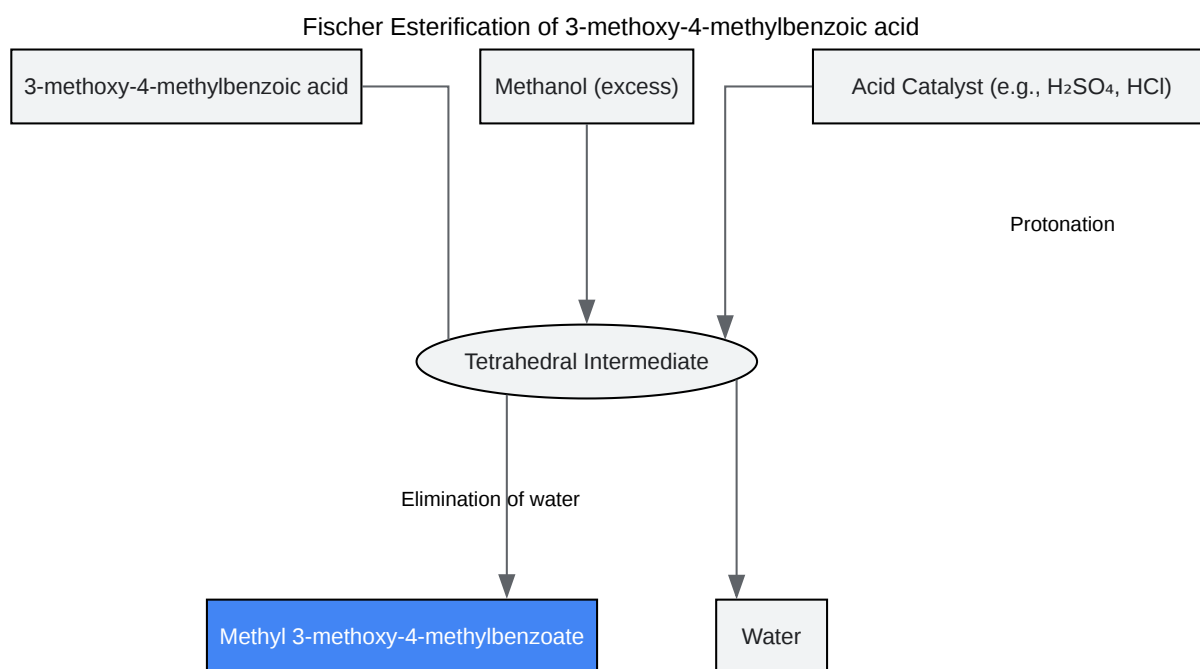 Fischer Esterification of 3-methoxy-4-methylbenzoic acid
3-methoxy-4-methylbenzoic acid
Methanol (excess)
Acid Catalyst (e.g., H₂SO₄, HCl)
Protonation
Tetrahedral Intermediate
Elimination of water
Methyl 3-methoxy-4-methylbenzoate
Water